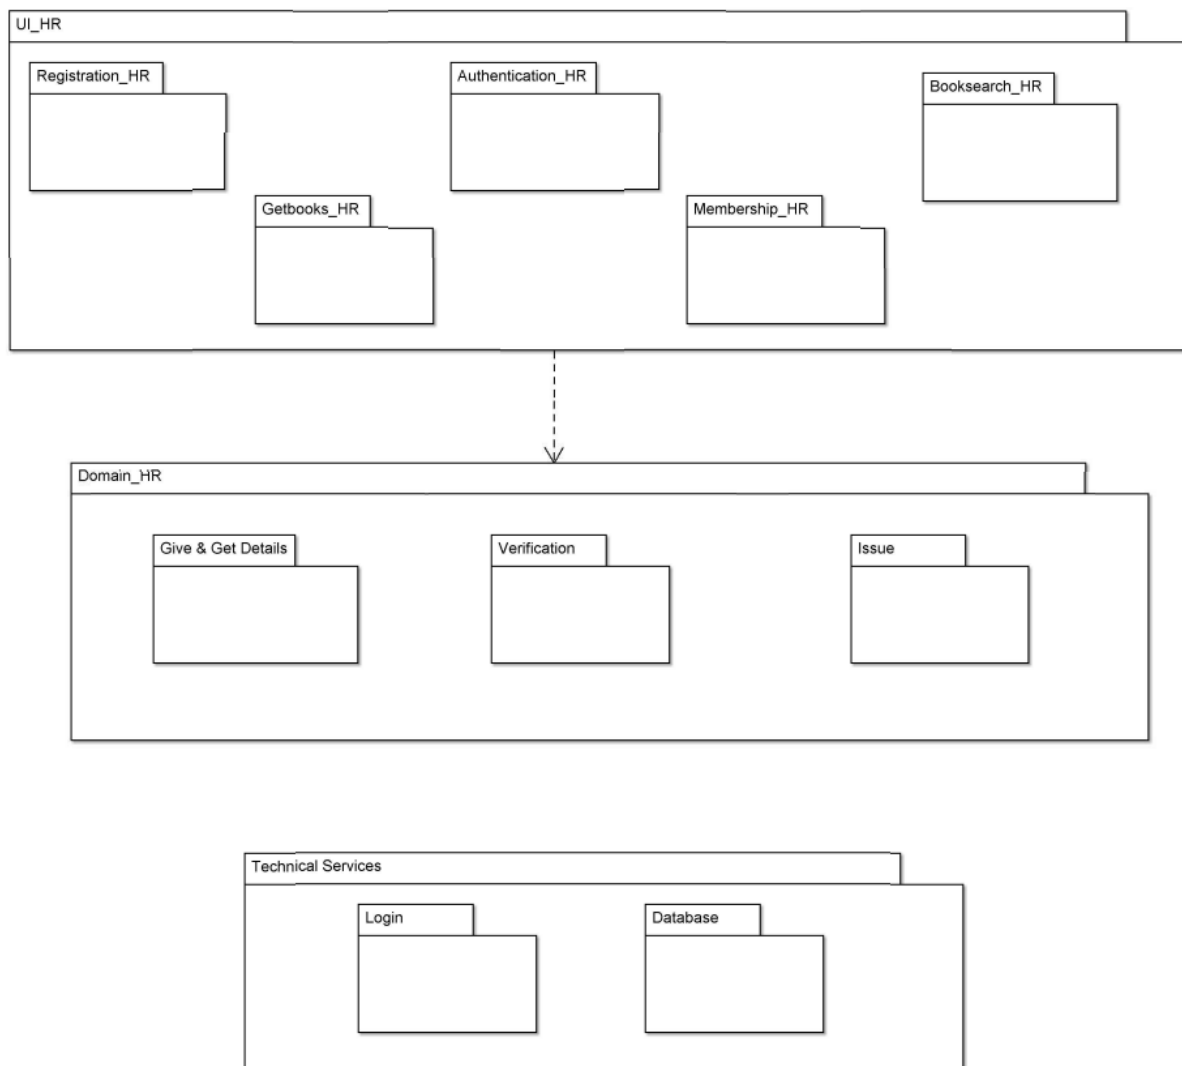 UI_HR
Registration_HR
Authentication_HR
Booksearch_HR
Getbooks_HR
Membership_HR
Domain_HR
Give & Get Details
Verification
Issue
Technical Services
Login
Database